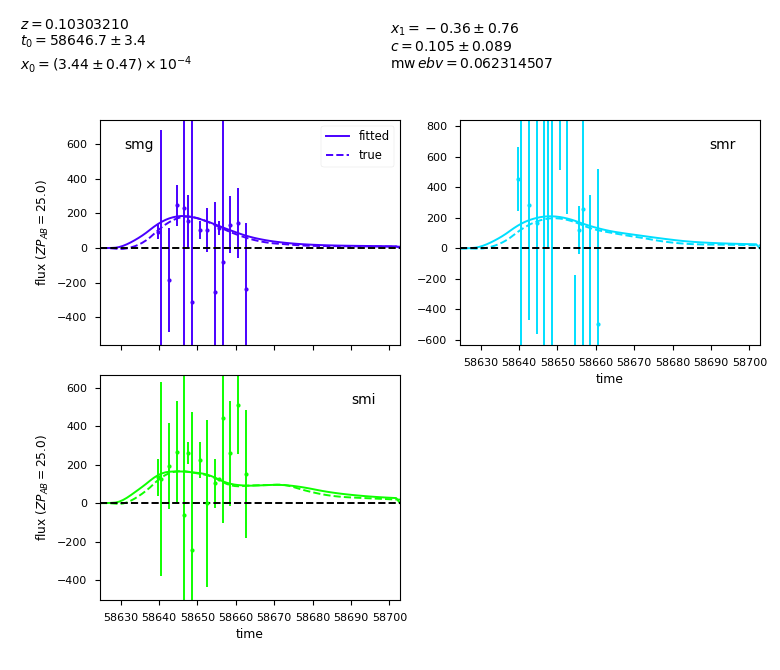 z = 0.10303210
t₀ = 58646.7 ± 3.4
x₀ = (3.44 ± 0.47) × 10⁻⁴
x₁ = −0.36 ± 0.76
c = 0.105 ± 0.089
mw ebv = 0.062314507
smg
fitted
true
600
400
200
0
−200
−400
flux (ZP_AB = 25.0)
smr
800
600
400
200
0
−200
−400
−600
58630 58640 58650 58660 58670 58680 58690 58700
time
smi
600
400
200
0
−200
−400
flux (ZP_AB = 25.0)
58630 58640 58650 58660 58670 58680 58690 58700
time